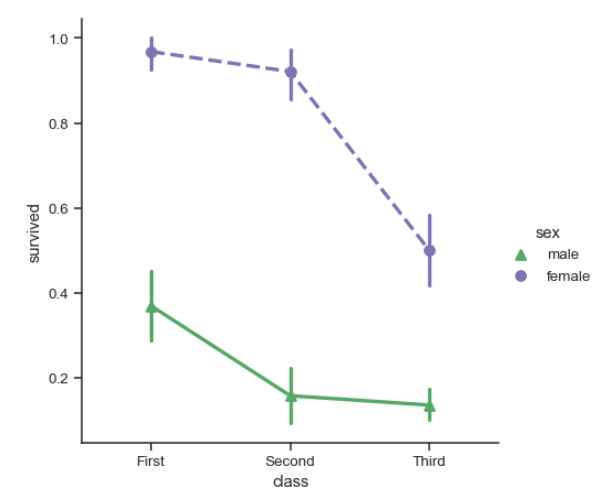 1.0
0.8
0.6
0.4
0.2
survived
First
Second
Third
class
sex
male
female